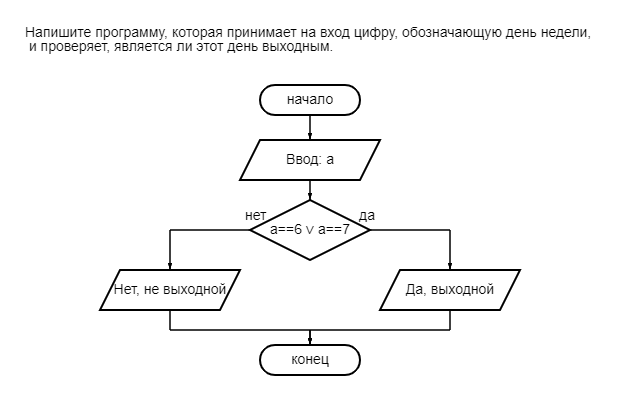 Напишите программу, которая принимает на вход цифру, обозначающую день недели,
и проверяет, является ли этот день выходным.
начало
Ввод: a
нет
да
a==6 ∨ a==7
Нет, не выходной
Да, выходной
конец